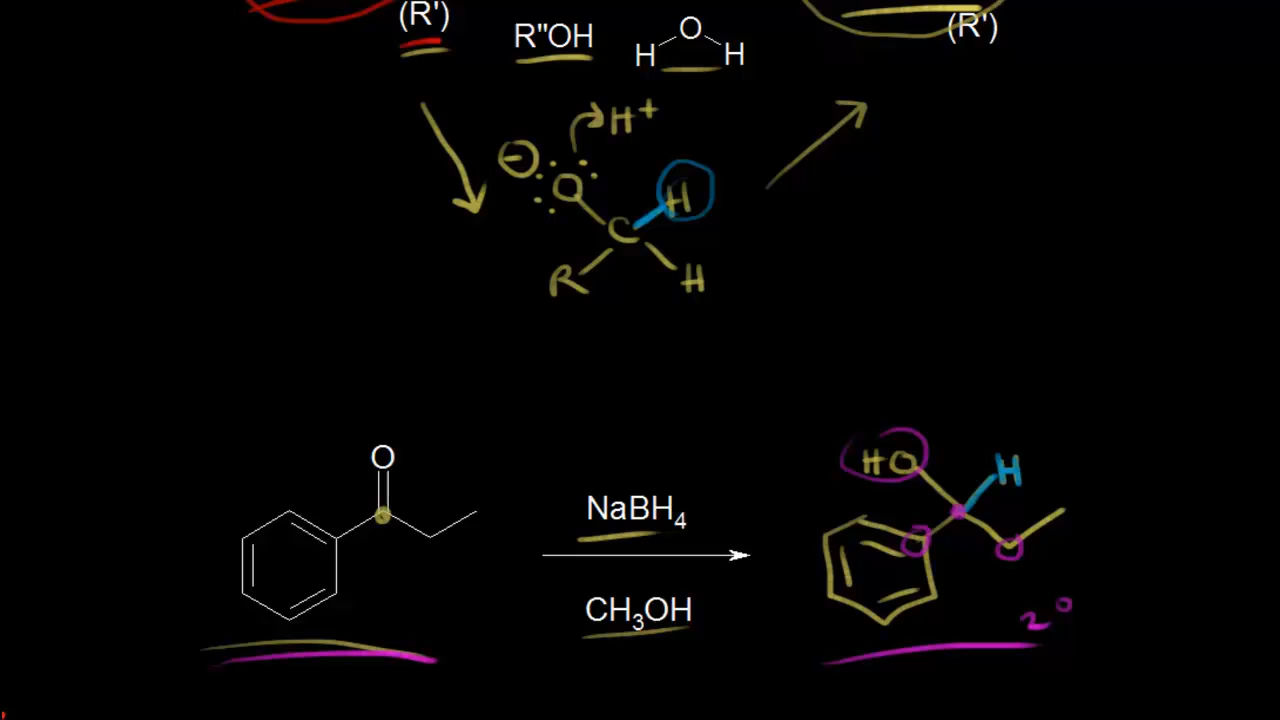 (R') R"OH O (R')
H H
H+
⊖ O H
C
R H
O HO H
NaBH₄
CH₃OH
2°